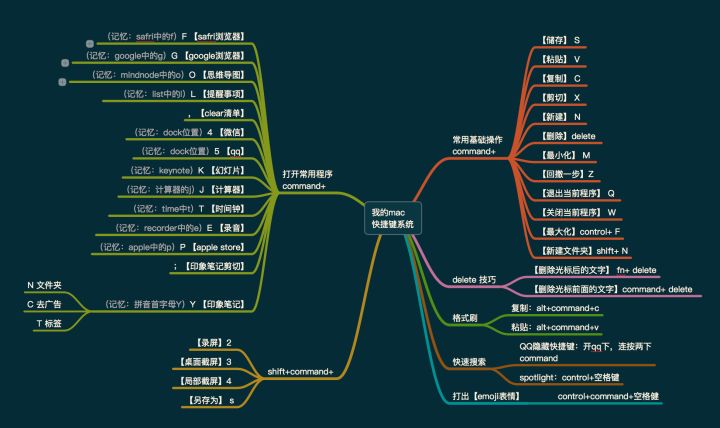 我的mac
快捷键系统
常用基础操作
command+
【储存】 S
【粘贴】 V
【复制】 C
【剪切】 X
【新建】 N
【删除】delete
【最小化】 M
【回撤一步】Z
【退出当前程序】 Q
【关闭当前程序】 W
【最大化】control+ F
【新建文件夹】shift+ N
delete 技巧
【删除光标后的文字】 fn+ delete
【删除光标前面的文字】command+ delete
格式刷
复制：alt+command+c
粘贴：alt+command+v
快速搜索
QQ隐藏快捷键：开qq下，连按两下
command
spotlight：control+空格键
打出【emoji表情】
control+command+空格键
打开常用程序
command+
（记忆：safri中的f）F 【safri浏览器】
（记忆：google中的g）G 【google浏览器】
（记忆：mindnode中的o）O 【思维导图】
（记忆：list中的l）L 【提醒事项】
，【clear清单】
（记忆：dock位置）4 【微信】
（记忆：dock位置）5 【qq】
（记忆：keynote）K 【幻灯片】
（记忆：计算器的j）J 【计算器】
（记忆：time中t）T 【时间钟】
（记忆：recorder中的e）E 【录音】
（记忆：apple中的p）P 【apple store】
；【印象笔记剪切】
（记忆：拼音首字母Y）Y 【印象笔记】
N 文件夹
C 去广告
T 标签
shift+command+
【录屏】2
【桌面截屏】3
【局部截屏】4
【另存为】 s